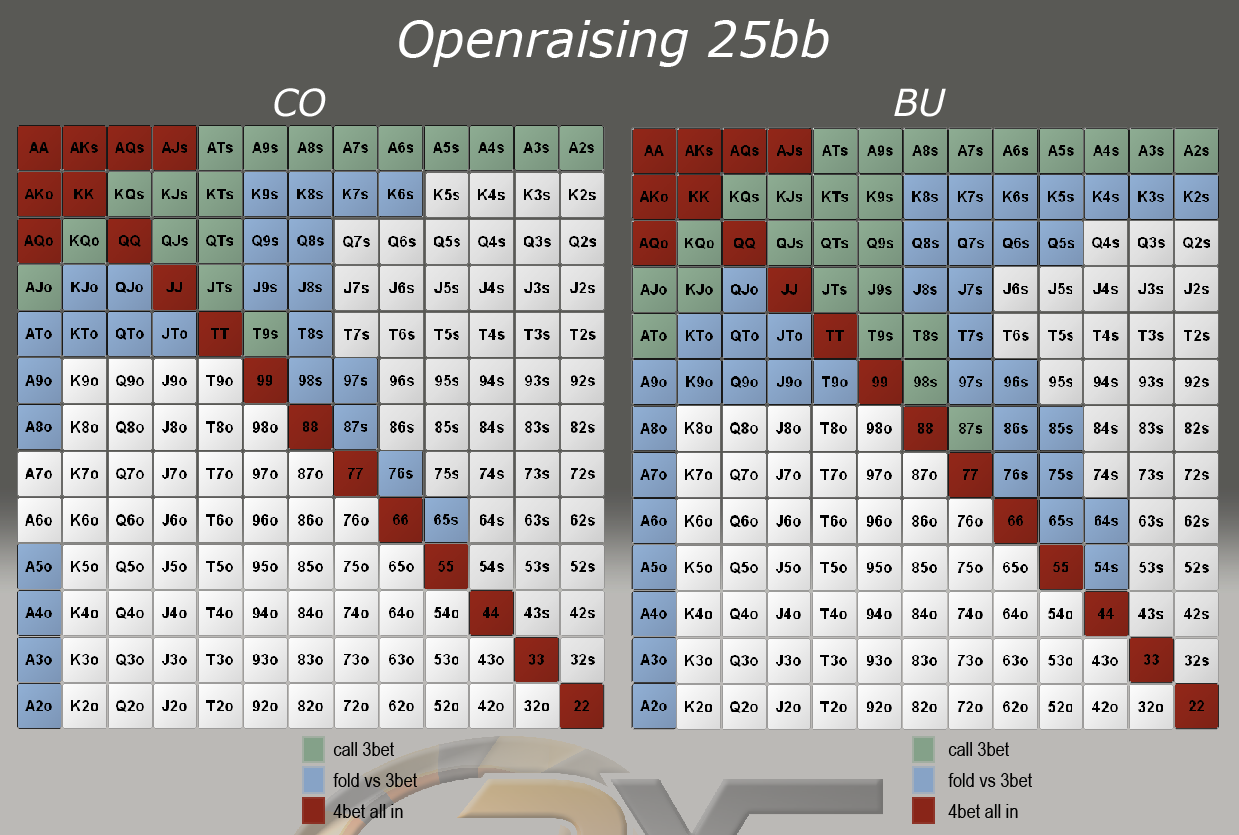 Openraising 25bb
CO
AA AKs AQs AJs ATs A9s A8s A7s A6s A5s A4s A3s A2s
AKo KK KQs KJs KTs K9s K8s K7s K6s K5s K4s K3s K2s
AQo KQo QQ QJs QTs Q9s Q8s Q7s Q6s Q5s Q4s Q3s Q2s
AJo KJo QJo JJ JTs J9s J8s J7s J6s J5s J4s J3s J2s
ATo KTo QTo JTo TT T9s T8s T7s T6s T5s T4s T3s T2s
A9o K9o Q9o J9o T9o 99 98s 97s 96s 95s 94s 93s 92s
A8o K8o Q8o J8o T8o 98o 88 87s 86s 85s 84s 83s 82s
A7o K7o Q7o J7o T7o 97o 87o 77 76s 75s 74s 73s 72s
A6o K6o Q6o J6o T6o 96o 86o 76o 66 65s 64s 63s 62s
A5o K5o Q5o J5o T5o 95o 85o 75o 65o 55 54s 53s 52s
A4o K4o Q4o J4o T4o 94o 84o 74o 64o 54o 44 43s 42s
A3o K3o Q3o J3o T3o 93o 83o 73o 63o 53o 43o 33 32s
A2o K2o Q2o J2o T2o 92o 82o 72o 62o 52o 42o 32o 22
call 3bet
fold vs 3bet
4bet all in
BU
AA AKs AQs AJs ATs A9s A8s A7s A6s A5s A4s A3s A2s
AKo KK KQs KJs KTs K9s K8s K7s K6s K5s K4s K3s K2s
AQo KQo QQ QJs QTs Q9s Q8s Q7s Q6s Q5s Q4s Q3s Q2s
AJo KJo QJo JJ JTs J9s J8s J7s J6s J5s J4s J3s J2s
ATo KTo QTo JTo TT T9s T8s T7s T6s T5s T4s T3s T2s
A9o K9o Q9o J9o T9o 99 98s 97s 96s 95s 94s 93s 92s
A8o K8o Q8o J8o T8o 98o 88 87s 86s 85s 84s 83s 82s
A7o K7o Q7o J7o T7o 97o 87o 77 76s 75s 74s 73s 72s
A6o K6o Q6o J6o T6o 96o 86o 76o 66 65s 64s 63s 62s
A5o K5o Q5o J5o T5o 95o 85o 75o 65o 55 54s 53s 52s
A4o K4o Q4o J4o T4o 94o 84o 74o 64o 54o 44 43s 42s
A3o K3o Q3o J3o T3o 93o 83o 73o 63o 53o 43o 33 32s
A2o K2o Q2o J2o T2o 92o 82o 72o 62o 52o 42o 32o 22
call 3bet
fold vs 3bet
4bet all in